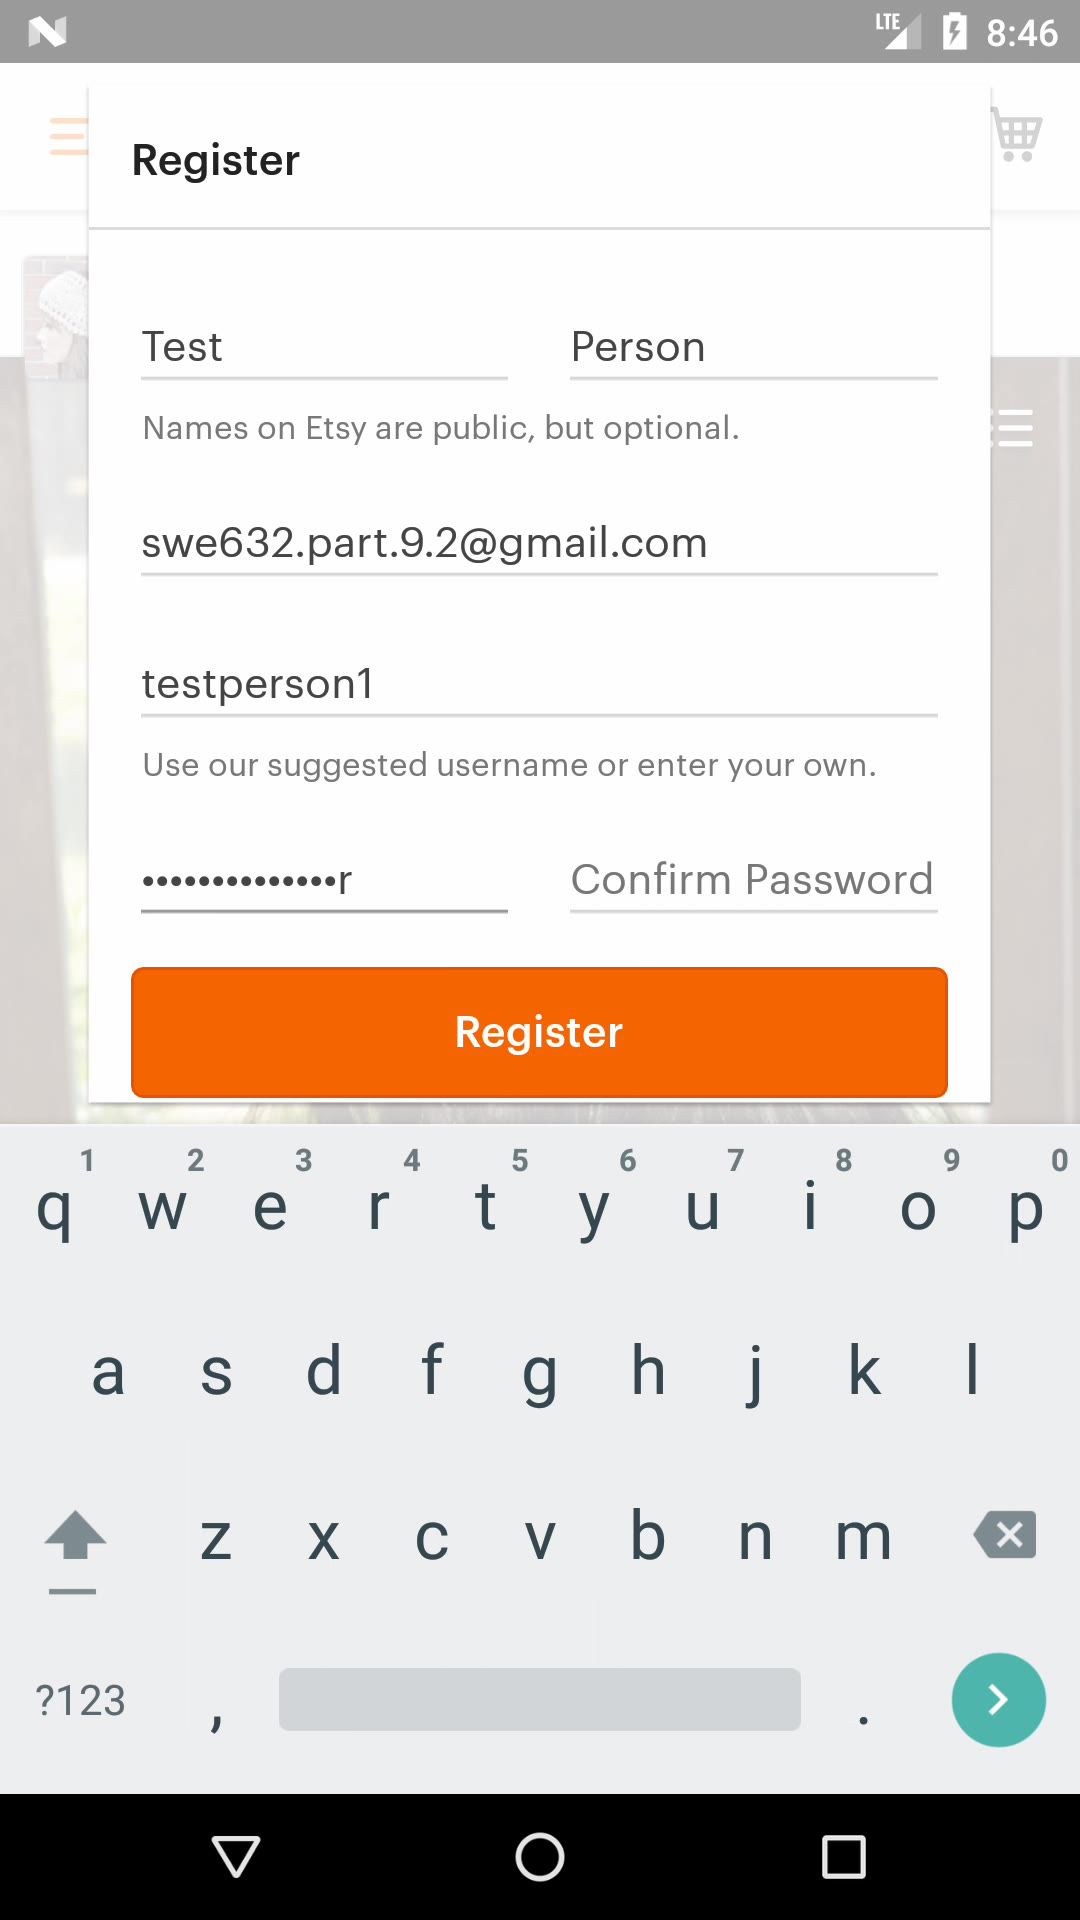 LTE 8:46
Register
Test Person
Names on Etsy are public, but optional.
swe632.part.9.2@gmail.com
testperson1
Use our suggested username or enter your own.
••••••••••••••r Confirm Password
Register
1 2 3 4 5 6 7 8 9 0
q w e r t y u i o p
a s d f g h j k l
z x c v b n m
?123 , .